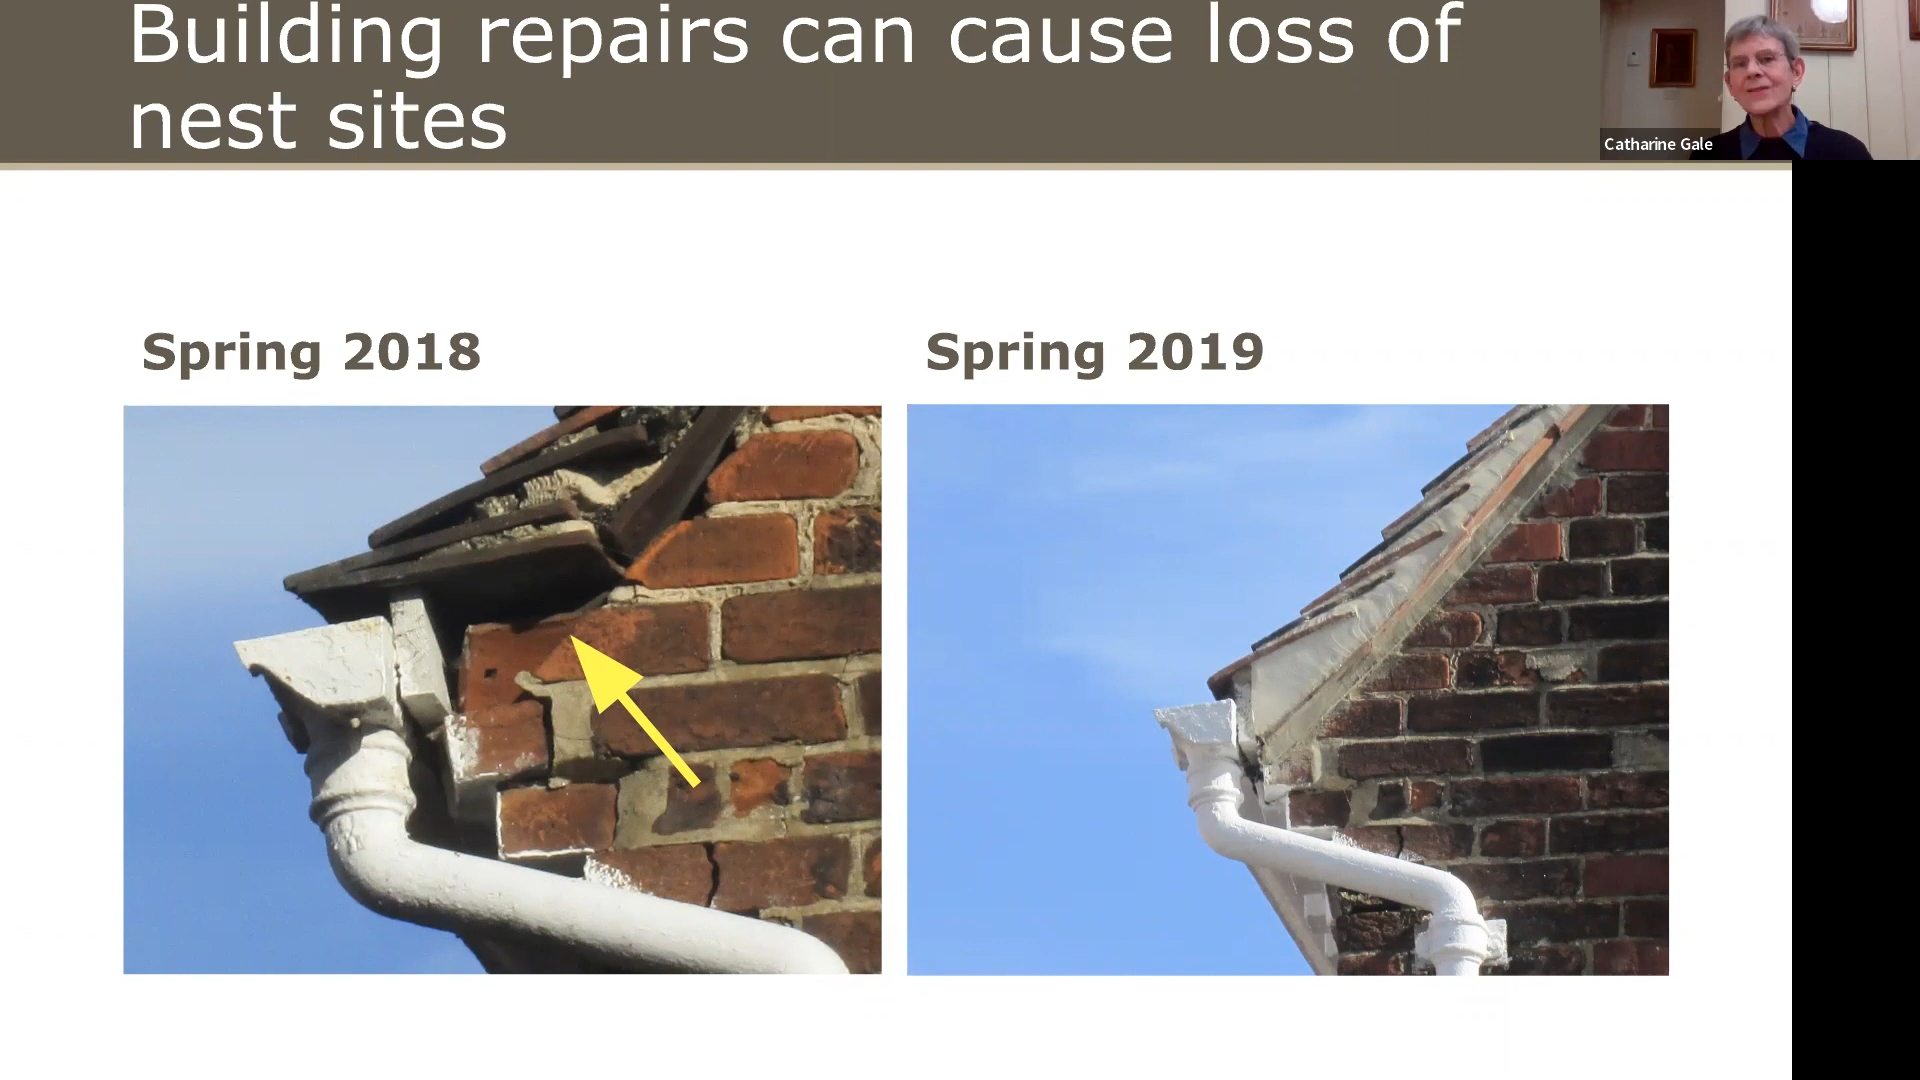 Building repairs can cause loss of
nest sites
Catharine Gale
Spring 2018
Spring 2019